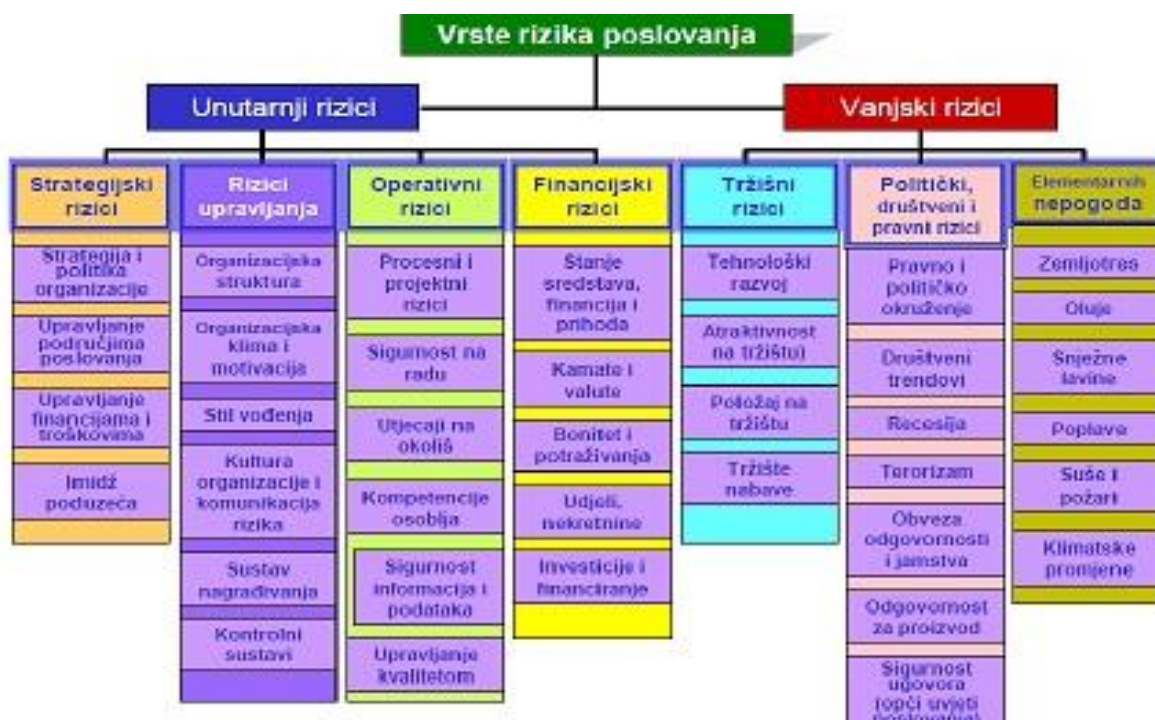 Vrste rizika poslovanja
Unutarnji rizici
Vanjski rizici
Strategijski
rizici
Strategija i
politika
organizacije
Upravljanje
područjima
poslovanja
Upravljanje
financijama i
troškovima
Imidž
poduzeća
Rizici
upravljanja
Organizacijska
struktura
Organizacijska
klima i
motivacija
Stil vođenja
Kultura
organizacije i
komunikacija
rizika
Sustav
nagrađivanja
Kontrolni
sustavi
Operativni
rizici
Procesni i
projektni
rizici
Sigurnost na
radu
Utjecaji na
okoliš
Kompetencije
osoblja
Sigurnost
informacija i
podataka
Upravljanje
kvalitetom
Financijski
rizici
Stanje
sredstava,
financija i
prihoda
Kamate i
valute
Bonitet i
potraživanja
Udjeli,
nekretnine
Investicije i
financiranje
Tržišni
rizici
Tehnološki
razvoj
Atraktivnost
na tržištu)
Položaj na
tržištu
Tržište
nabave
Politički,
društveni i
pravni rizici
Pravno i
političko
okruženje
Društveni
trendovi
Recesija
Terorizam
Obveza
odgovornosti
i jamstva
Odgovornost
za proizvod
Sigurnost
ugovora
(opći uvjeti
poslovanja)
Elementarnih
nepogoda
Zemljotres
Oluje
Snježne
lavine
Poplave
Suše i
požari
Klimatske
promjene